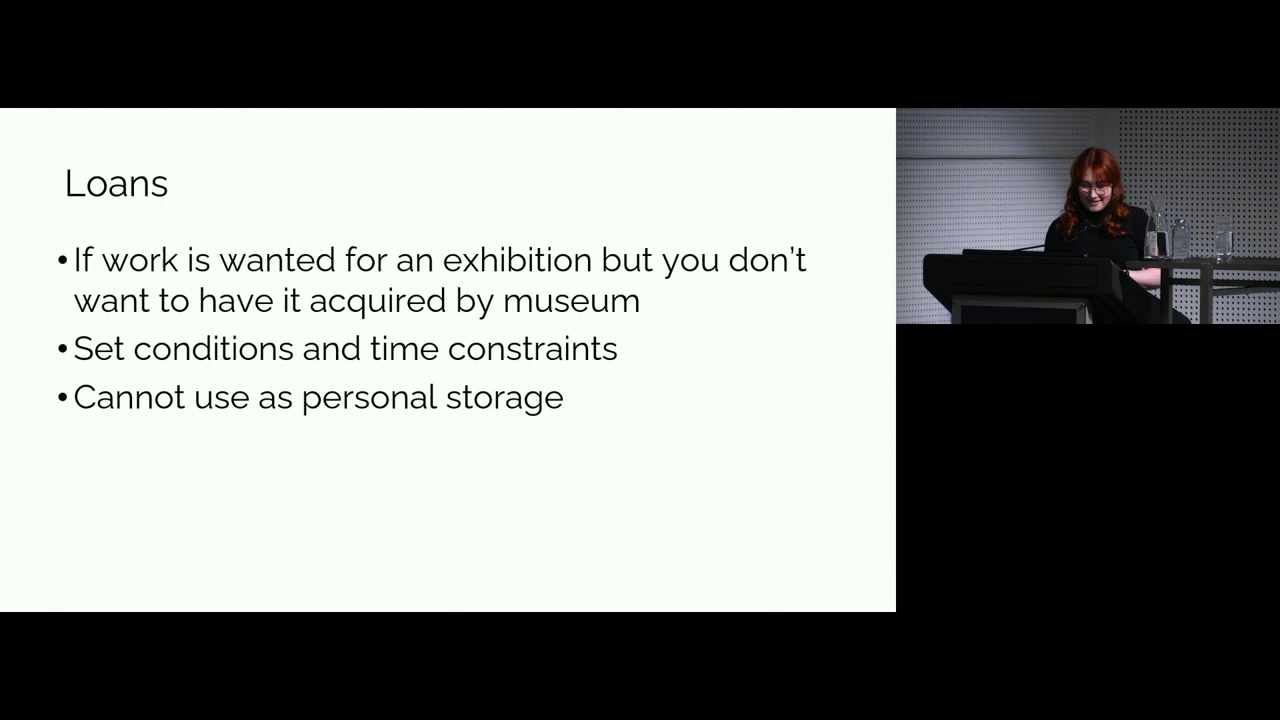 Loans
•If work is wanted for an exhibition but you don’t
want to have it acquired by museum
•Set conditions and time constraints
•Cannot use as personal storage